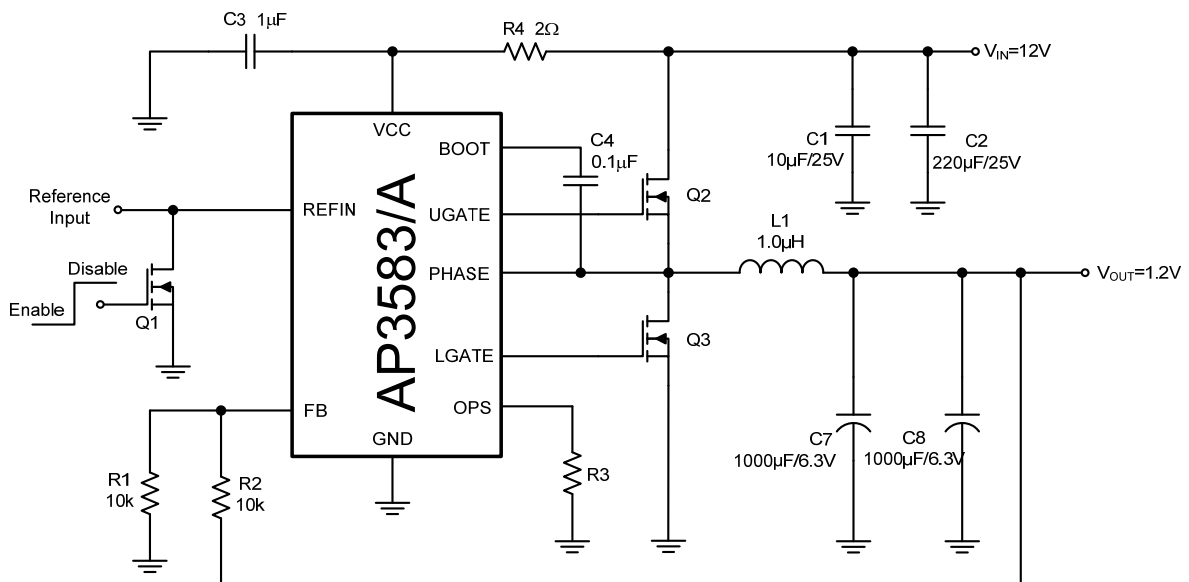 C3 1µF
R4 2Ω
V_IN=12V
VCC
BOOT
C4
0.1µF
C1
10µF/25V
C2
220µF/25V
Reference
Input
REFIN
UGATE
Q2
L1
1.0µH
Disable
Enable
Q1
AP3583/A
PHASE
V_OUT=1.2V
LGATE
Q3
FB
OPS
GND
C7
1000µF/6.3V
C8
1000µF/6.3V
R1
10k
R2
10k
R3